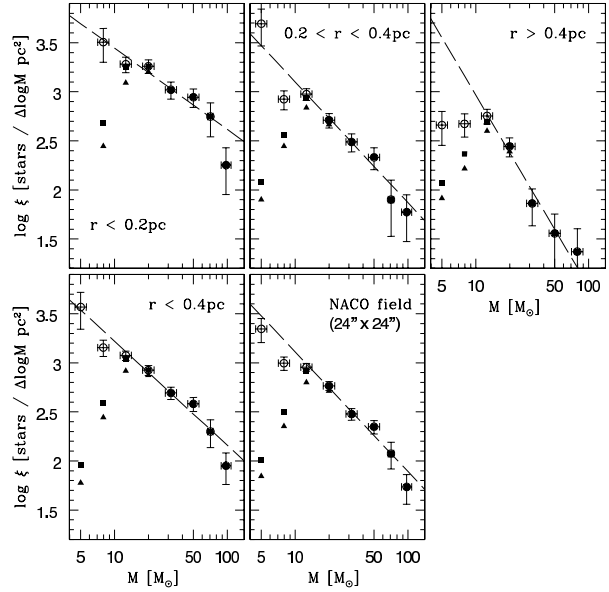 log ξ [stars / ΔlogM pc²]
3.5
3
2.5
2
1.5
r < 0.2pc
0.2 < r < 0.4pc
r > 0.4pc
5 10 50 100
M [M☉]
log ξ [stars / ΔlogM pc²]
3.5
3
2.5
2
1.5
r < 0.4pc
NACO field
(24" x 24")
5 10 50 100
M [M☉]
5 10 50 100
M [M☉]